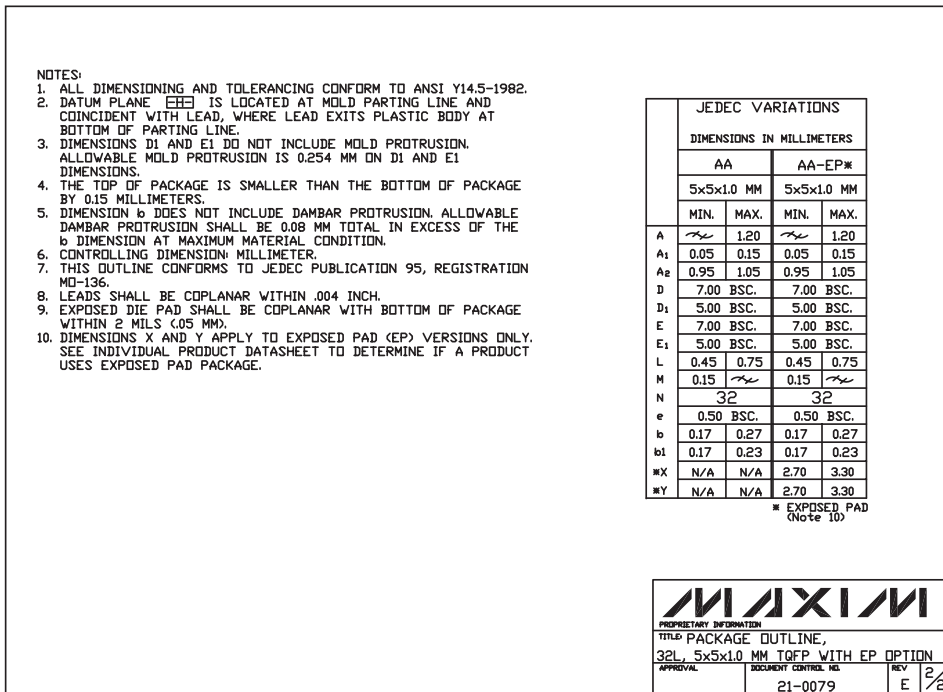 NOTES:
1. ALL DIMENSIONING AND TOLERANCING CONFORM TO ANSI Y14.5-1982.
2. DATUM PLANE -H- IS LOCATED AT MOLD PARTING LINE AND
COINCIDENT WITH LEAD, WHERE LEAD EXITS PLASTIC BODY AT
BOTTOM OF PARTING LINE.
3. DIMENSIONS D1 AND E1 DO NOT INCLUDE MOLD PROTRUSION.
ALLOWABLE MOLD PROTRUSION IS 0.254 MM ON D1 AND E1
DIMENSIONS.
4. THE TOP OF PACKAGE IS SMALLER THAN THE BOTTOM OF PACKAGE
BY 0.15 MILLIMETERS.
5. DIMENSION b DOES NOT INCLUDE DAMBAR PROTRUSION. ALLOWABLE
DAMBAR PROTRUSION SHALL BE 0.08 MM TOTAL IN EXCESS OF THE
b DIMENSION AT MAXIMUM MATERIAL CONDITION.
6. CONTROLLING DIMENSION: MILLIMETER.
7. THIS OUTLINE CONFORMS TO JEDEC PUBLICATION 95, REGISTRATION
MO-136.
8. LEADS SHALL BE COPLANAR WITHIN .004 INCH.
9. EXPOSED DIE PAD SHALL BE COPLANAR WITH BOTTOM OF PACKAGE
WITHIN 2 MILS (.05 MM).
10. DIMENSIONS X AND Y APPLY TO EXPOSED PAD (EP) VERSIONS ONLY.
SEE INDIVIDUAL PRODUCT DATASHEET TO DETERMINE IF A PRODUCT
USES EXPOSED PAD PACKAGE.
JEDEC VARIATIONS
DIMENSIONS IN MILLIMETERS
AA AA-EP*
5x5x1.0 MM 5x5x1.0 MM
MIN. MAX. MIN. MAX.
A 1.20 1.20
A1 0.05 0.15 0.05 0.15
A2 0.95 1.05 0.95 1.05
D 7.00 BSC. 7.00 BSC.
D1 5.00 BSC. 5.00 BSC.
E 7.00 BSC. 7.00 BSC.
E1 5.00 BSC. 5.00 BSC.
L 0.45 0.75 0.45 0.75
M 0.15 0.15
N 32 32
e 0.50 BSC. 0.50 BSC.
b 0.17 0.27 0.17 0.27
b1 0.17 0.23 0.17 0.23
*X N/A N/A 2.70 3.30
*Y N/A N/A 2.70 3.30
* EXPOSED PAD
(Note 10)
MAXIM
PROPRIETARY INFORMATION
TITLE: PACKAGE OUTLINE,
32L, 5x5x1.0 MM TQFP WITH EP OPTION
APPROVAL DOCUMENT CONTROL NO. REV
21-0079 E 2/2